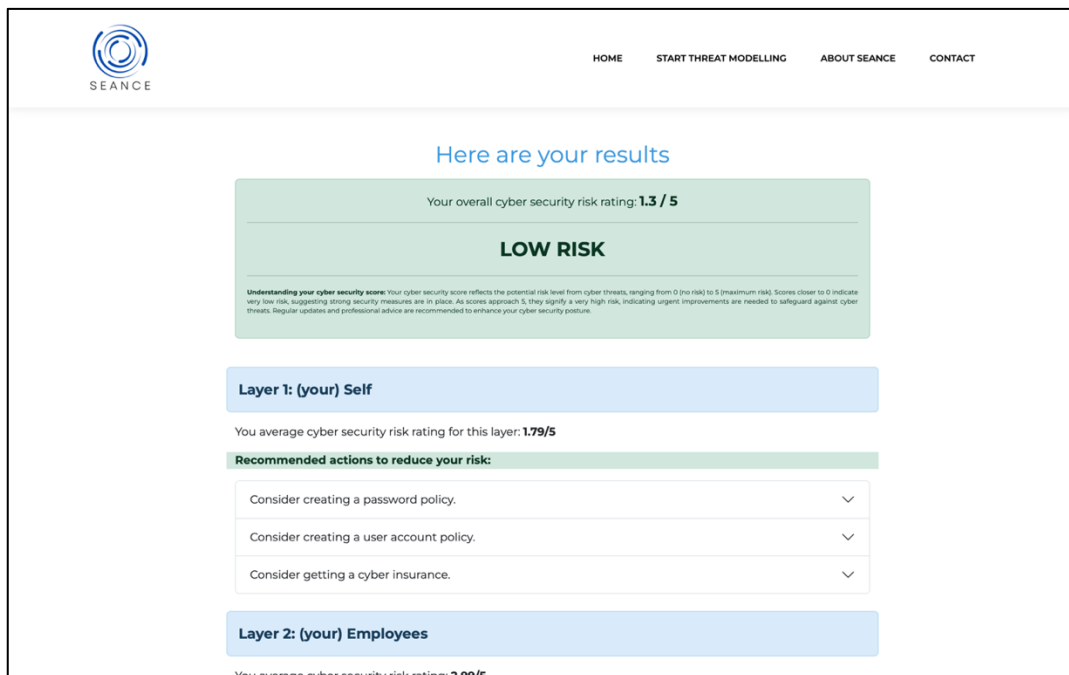 SEANCE
HOME START THREAT MODELLING ABOUT SEANCE CONTACT
Here are your results
Your overall cyber security risk rating: 1.3 / 5
LOW RISK
Understanding your cyber security score: Your cyber security score reflects the potential risk level from cyber threats, ranging from 0 (no risk) to 5 (maximum risk). Scores closer to 0 indicate
very low risk, suggesting strong security measures are in place. As scores approach 5, they signify a very high risk, indicating urgent improvements are needed to safeguard against cyber
threats. Regular updates and professional advice are recommended to enhance your cyber security posture.
Layer 1: (your) Self
You average cyber security risk rating for this layer: 1.79/5
Recommended actions to reduce your risk:
Consider creating a password policy.
Consider creating a user account policy.
Consider getting a cyber insurance.
Layer 2: (your) Employees
You average cyber security risk rating: